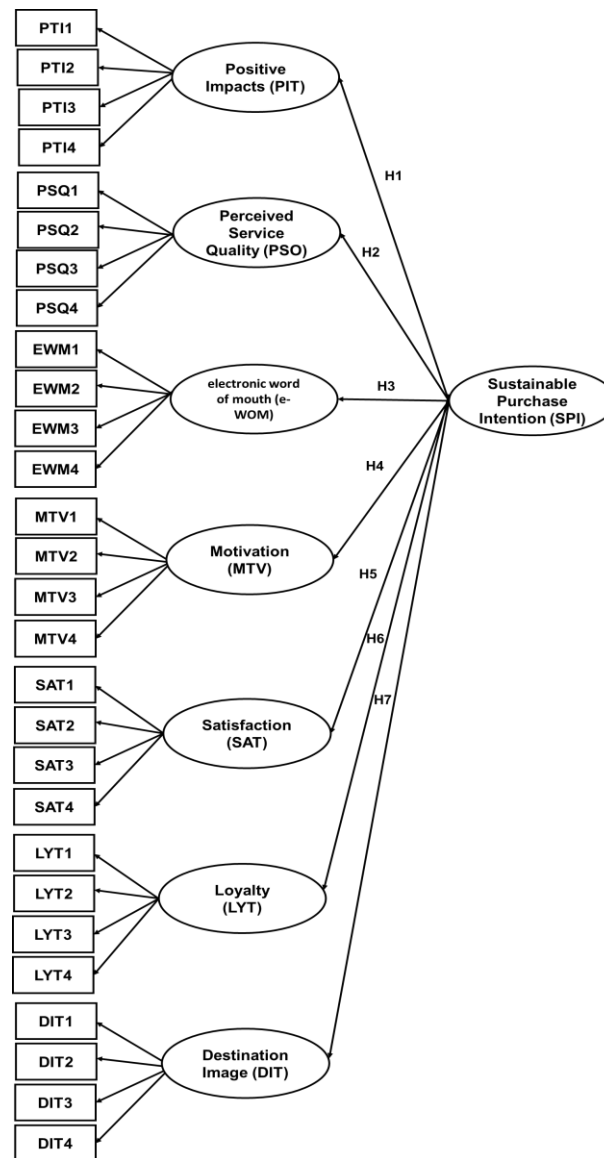 PTI1
PTI2
PTI3
PTI4
Positive
Impacts (PIT)
H1
PSQ1
PSQ2
PSQ3
PSQ4
Perceived
Service
Quality (PSO)
H2
EWM1
EWM2
EWM3
EWM4
electronic word
of mouth (e-
WOM)
H3
Sustainable
Purchase
Intention (SPI)
MTV1
MTV2
MTV3
MTV4
Motivation
(MTV)
H4
SAT1
SAT2
SAT3
SAT4
Satisfaction
(SAT)
H5
LYT1
LYT2
LYT3
LYT4
Loyalty
(LYT)
H6
DIT1
DIT2
DIT3
DIT4
Destination
Image (DIT)
H7